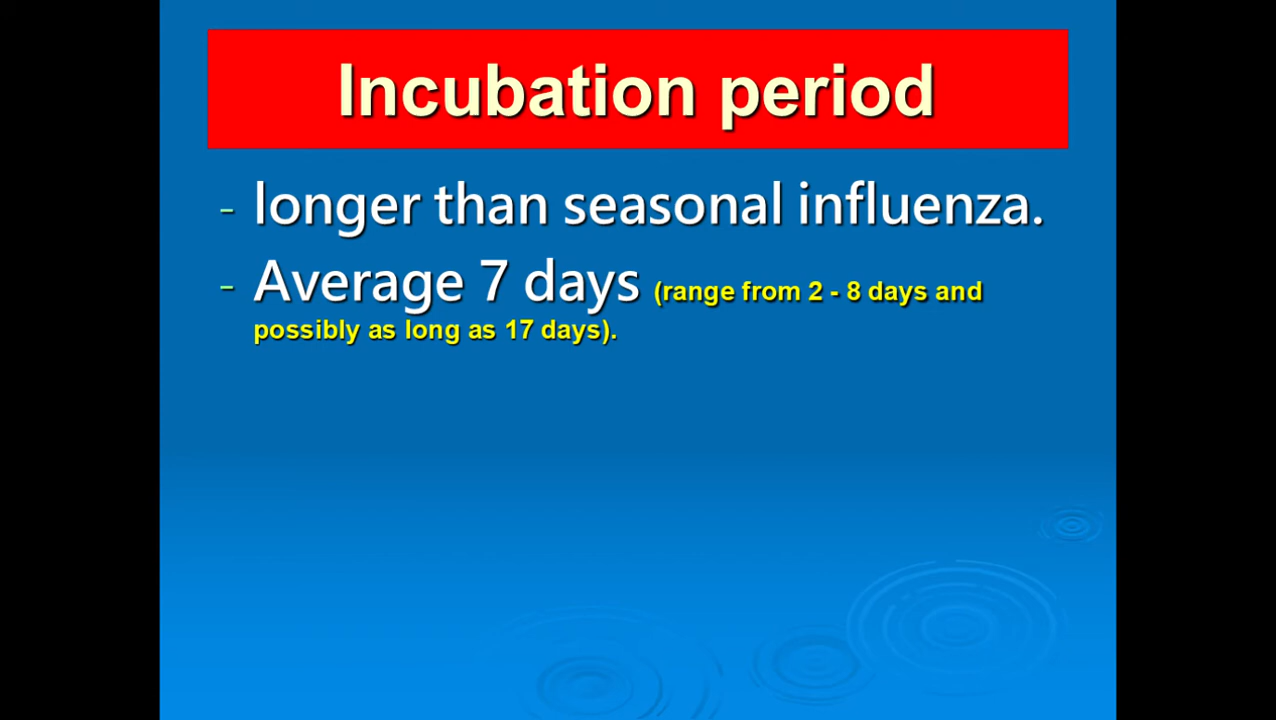 Incubation period
- longer than seasonal influenza.
- Average 7 days (range from 2 - 8 days and
possibly as long as 17 days).